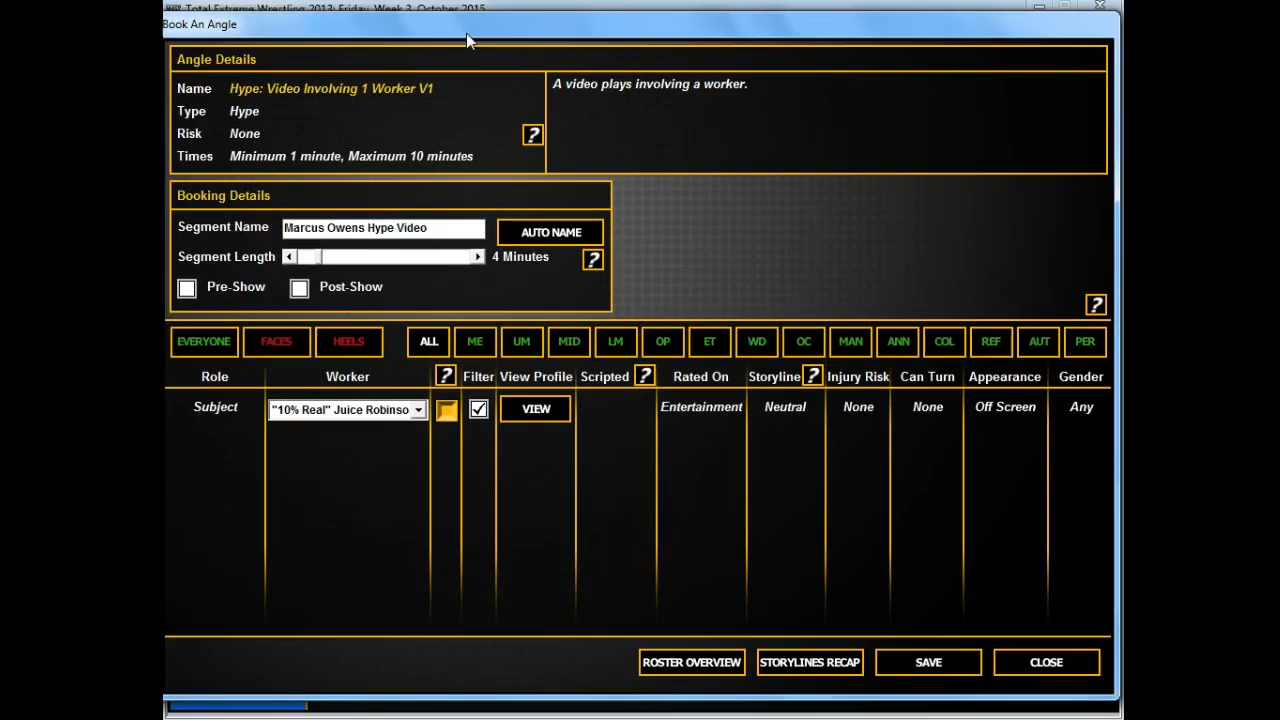 Total Extreme Wrestling 2013: Friday, Week 3, October 2015
Book An Angle
Angle Details
Name Hype: Video Involving 1 Worker V1
Type Hype
Risk None
?
Times Minimum 1 minute, Maximum 10 minutes
A video plays involving a worker.
Booking Details
Segment Name Marcus Owens Hype Video AUTO NAME
Segment Length 4 Minutes ?
Pre-Show Post-Show
?
EVERYONE FACES HEELS ALL ME UM MID LM OP ET WD OC MAN ANN COL REF AUT PER
Role Worker ? Filter View Profile Scripted ? Rated On Storyline ? Injury Risk Can Turn Appearance Gender
Subject "10% Real" Juice Robinso VIEW Entertainment Neutral None None Off Screen Any
ROSTER OVERVIEW STORYLINES RECAP SAVE CLOSE